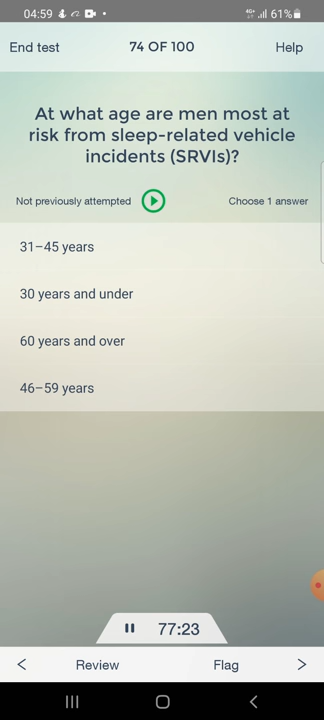 04:59 4G+ 61%
End test 74 OF 100 Help
At what age are men most at
risk from sleep-related vehicle
incidents (SRVIs)?
Not previously attempted Choose 1 answer
31–45 years
30 years and under
60 years and over
46–59 years
77:23
Review Flag